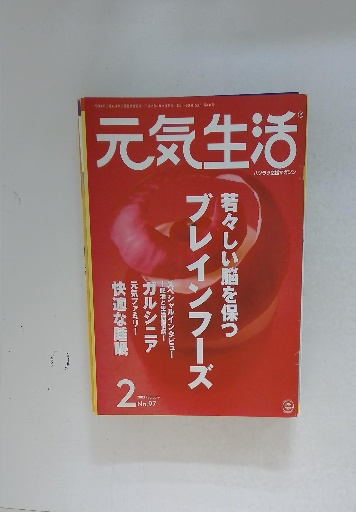 元気生活
若々しい脳を保つ
ブレインフーズ
スペシャルインタビュー
ガルシニア
元気ファミリー
快適な睡眠
2
No.97